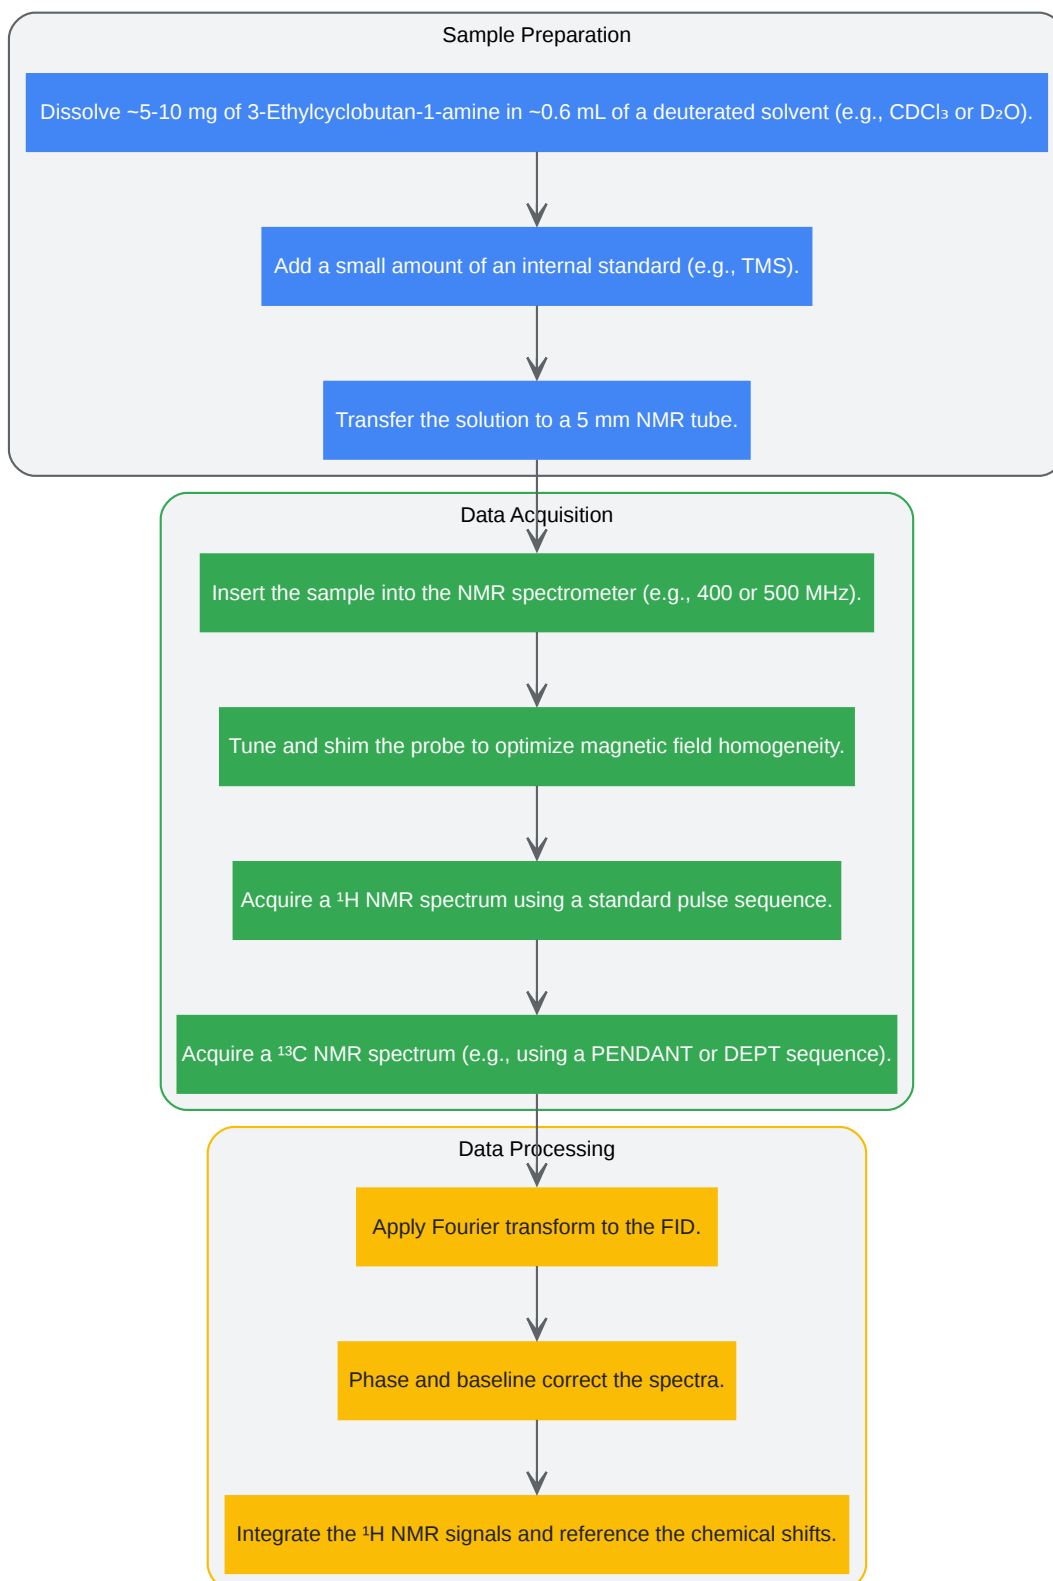 Sample Preparation
Dissolve ~5-10 mg of 3-Ethylcyclobutan-1-amine in ~0.6 mL of a deuterated solvent (e.g., CDCl₃ or D₂O).
Add a small amount of an internal standard (e.g., TMS).
Transfer the solution to a 5 mm NMR tube.
Data Acquisition
Insert the sample into the NMR spectrometer (e.g., 400 or 500 MHz).
Tune and shim the probe to optimize magnetic field homogeneity.
Acquire a ¹H NMR spectrum using a standard pulse sequence.
Acquire a ¹³C NMR spectrum (e.g., using a PENDANT or DEPT sequence).
Data Processing
Apply Fourier transform to the FID.
Phase and baseline correct the spectra.
Integrate the ¹H NMR signals and reference the chemical shifts.